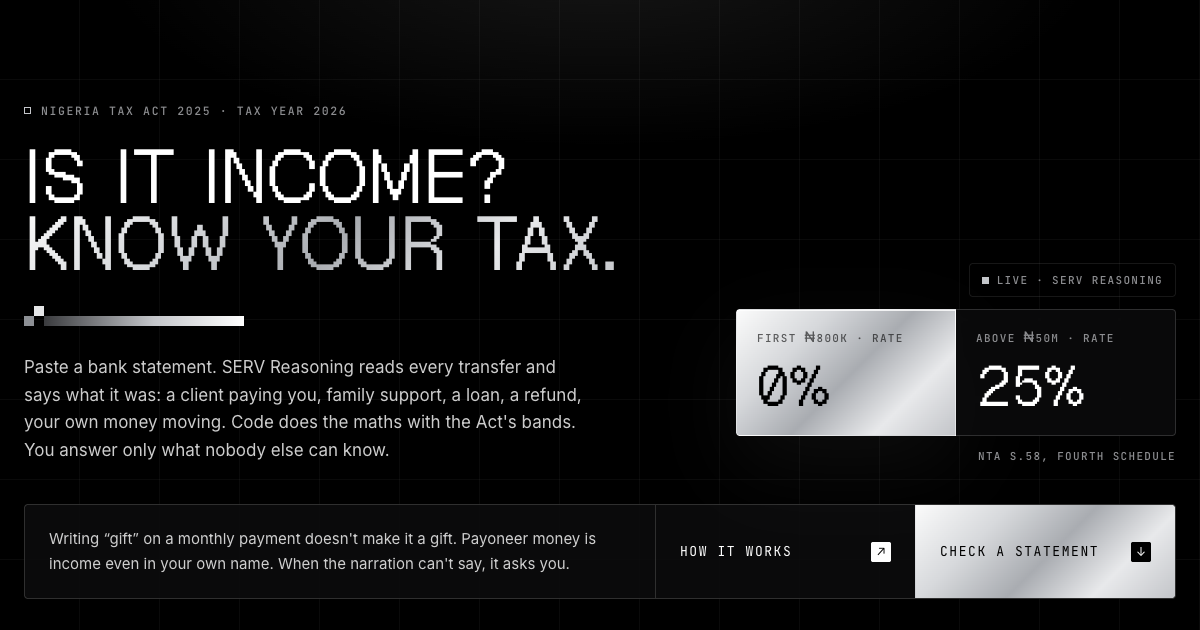 NIGERIA TAX ACT 2025 · TAX YEAR 2026
IS IT INCOME?
KNOW YOUR TAX.
Paste a bank statement. SERV Reasoning reads every transfer and
says what it was: a client paying you, family support, a loan, a refund,
your own money moving. Code does the maths with the Act's bands.
You answer only what nobody else can know.
LIVE · SERV REASONING
FIRST ₦800K · RATE
0%
ABOVE ₦50M · RATE
25%
NTA S.58, FOURTH SCHEDULE
Writing “gift” on a monthly payment doesn't make it a gift. Payoneer money is
income even in your own name. When the narration can't say, it asks you.
HOW IT WORKS
CHECK A STATEMENT